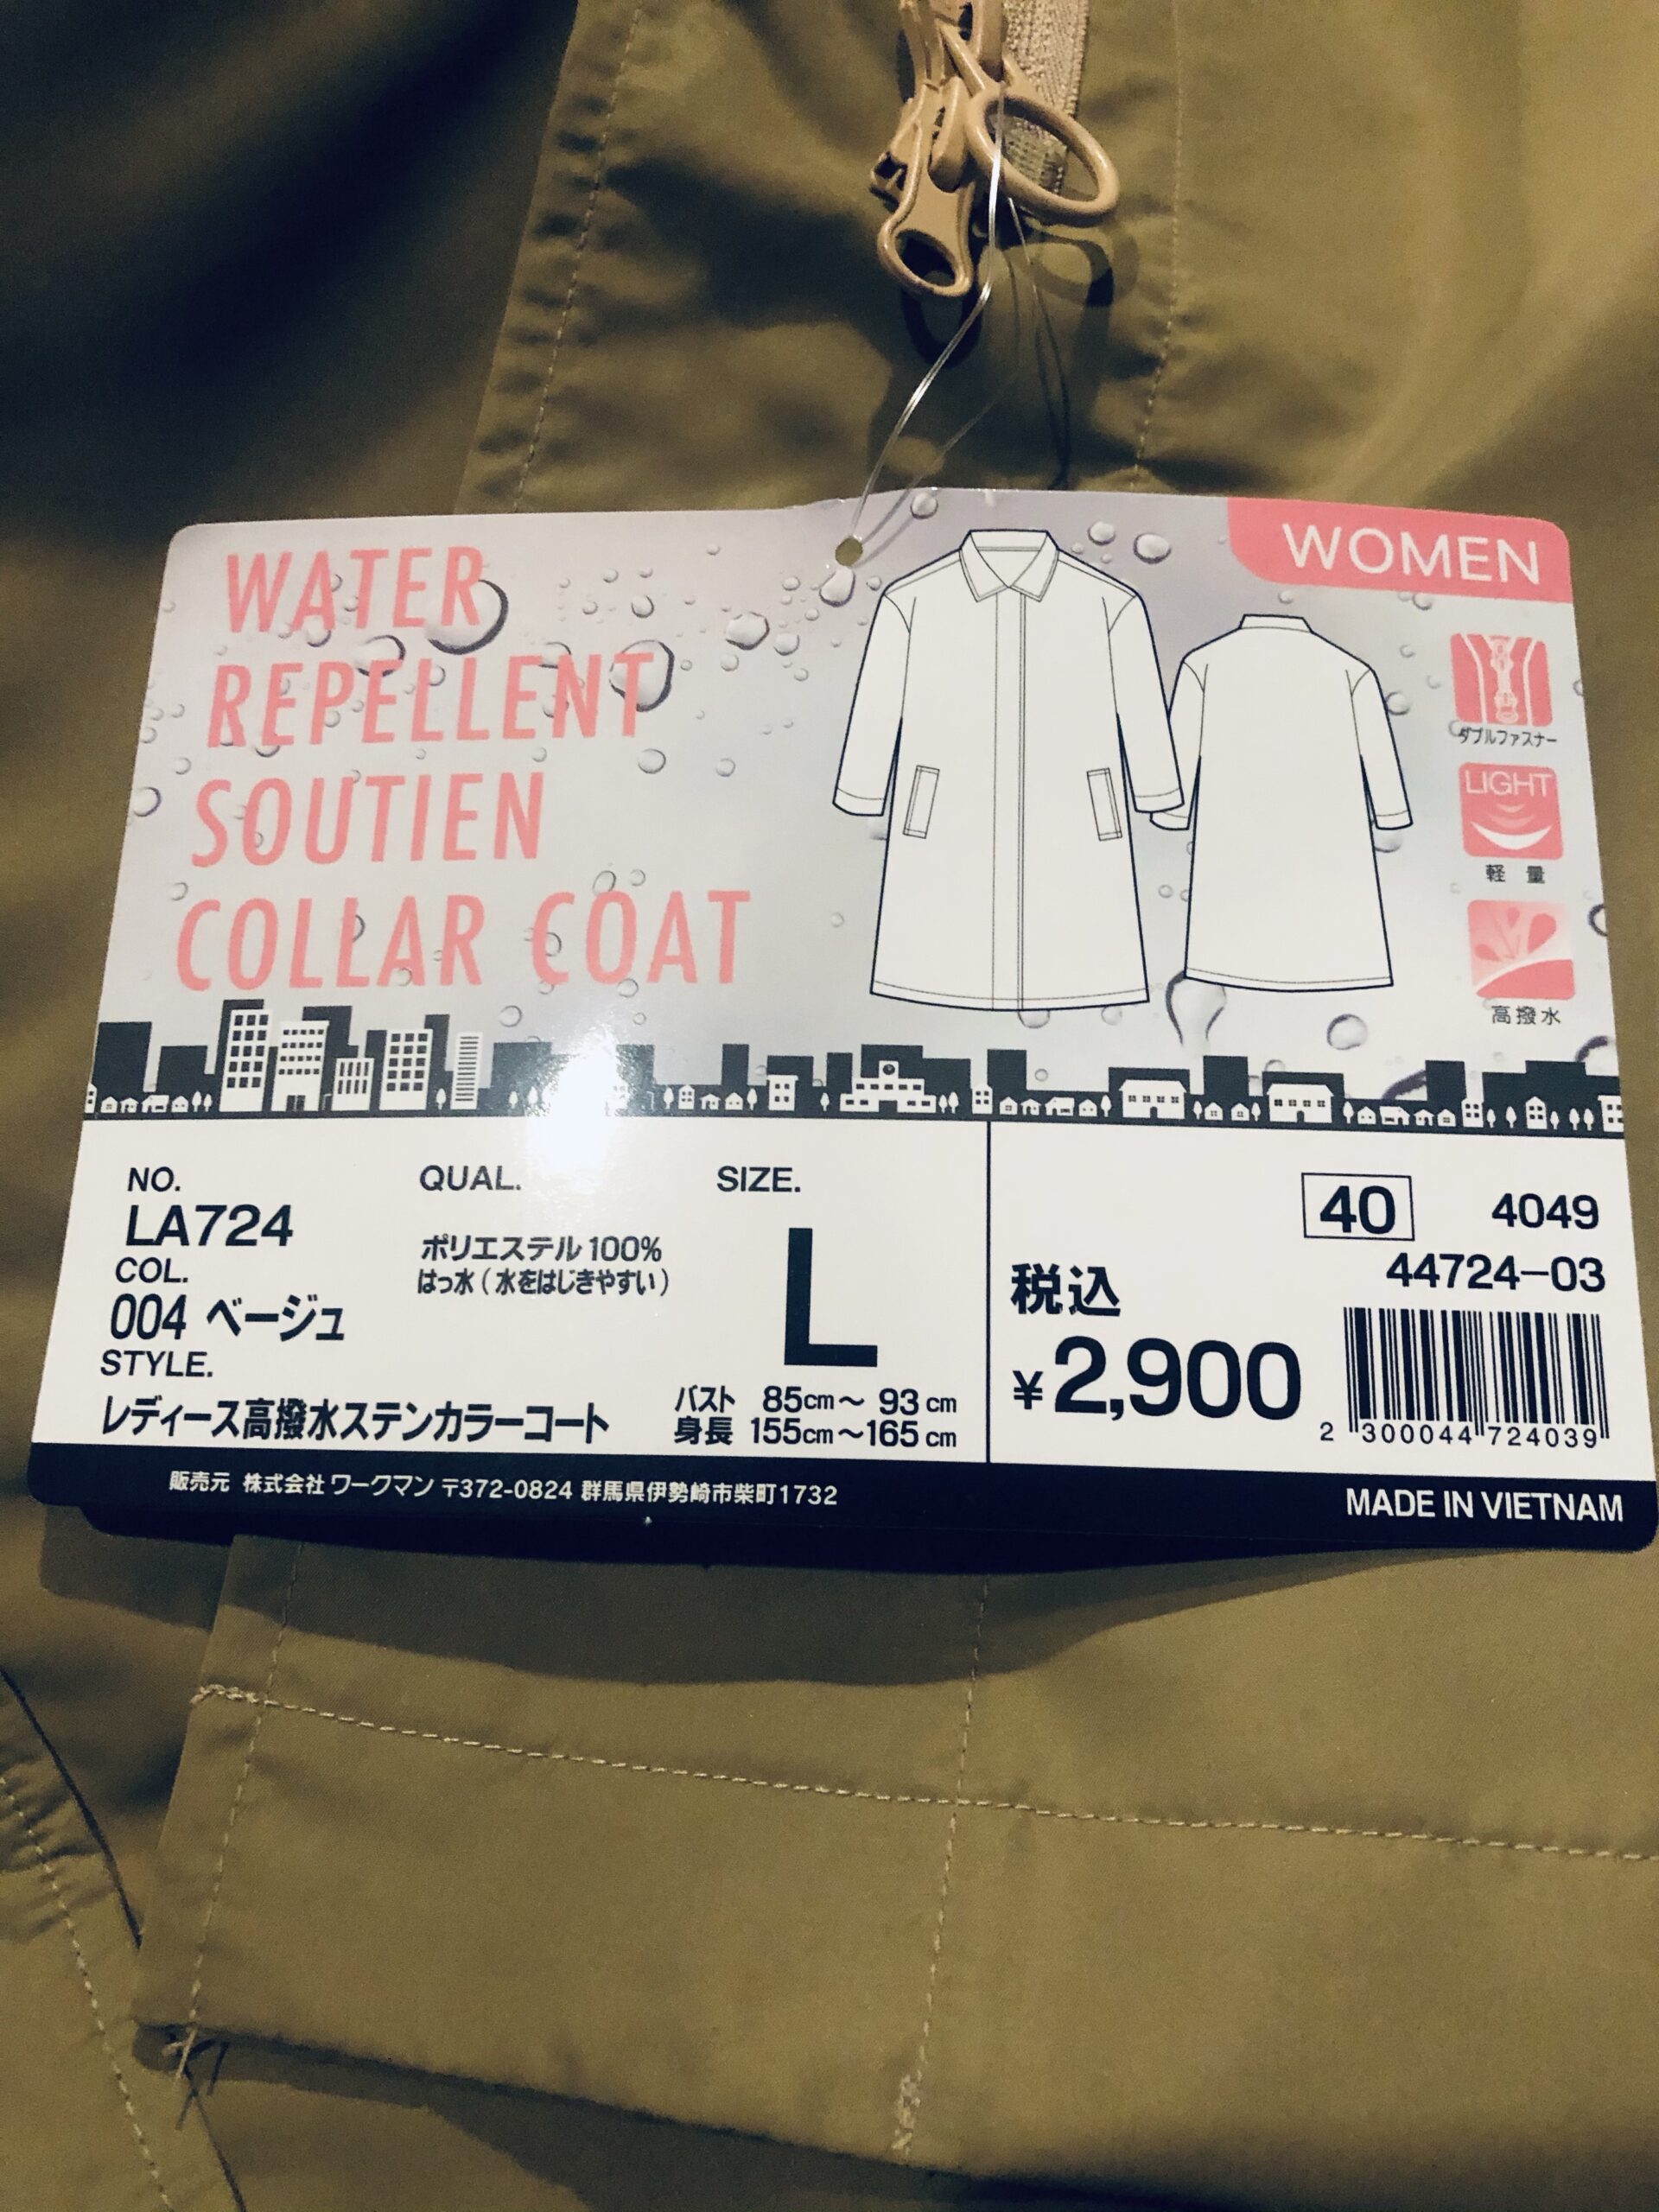 WOMEN
WATER
REPELLENT
SOUTIEN
COLLAR COAT
ダブルファスナー
LIGHT
軽量
高撥水
NO.
LA724
COL.
004 ベージュ
STYLE.
レディース高撥水ステンカラーコート
QUAL.
ポリエステル100%
はっ水(水をはじきやすい)
SIZE.
L
バスト 85cm〜 93cm
身長 155cm〜165cm
40 4049
44724-03
税込
¥2,900
2 300044 724039
販売元 株式会社 ワークマン 〒372-0824 群馬県伊勢崎市柴町1732
MADE IN VIETNAM